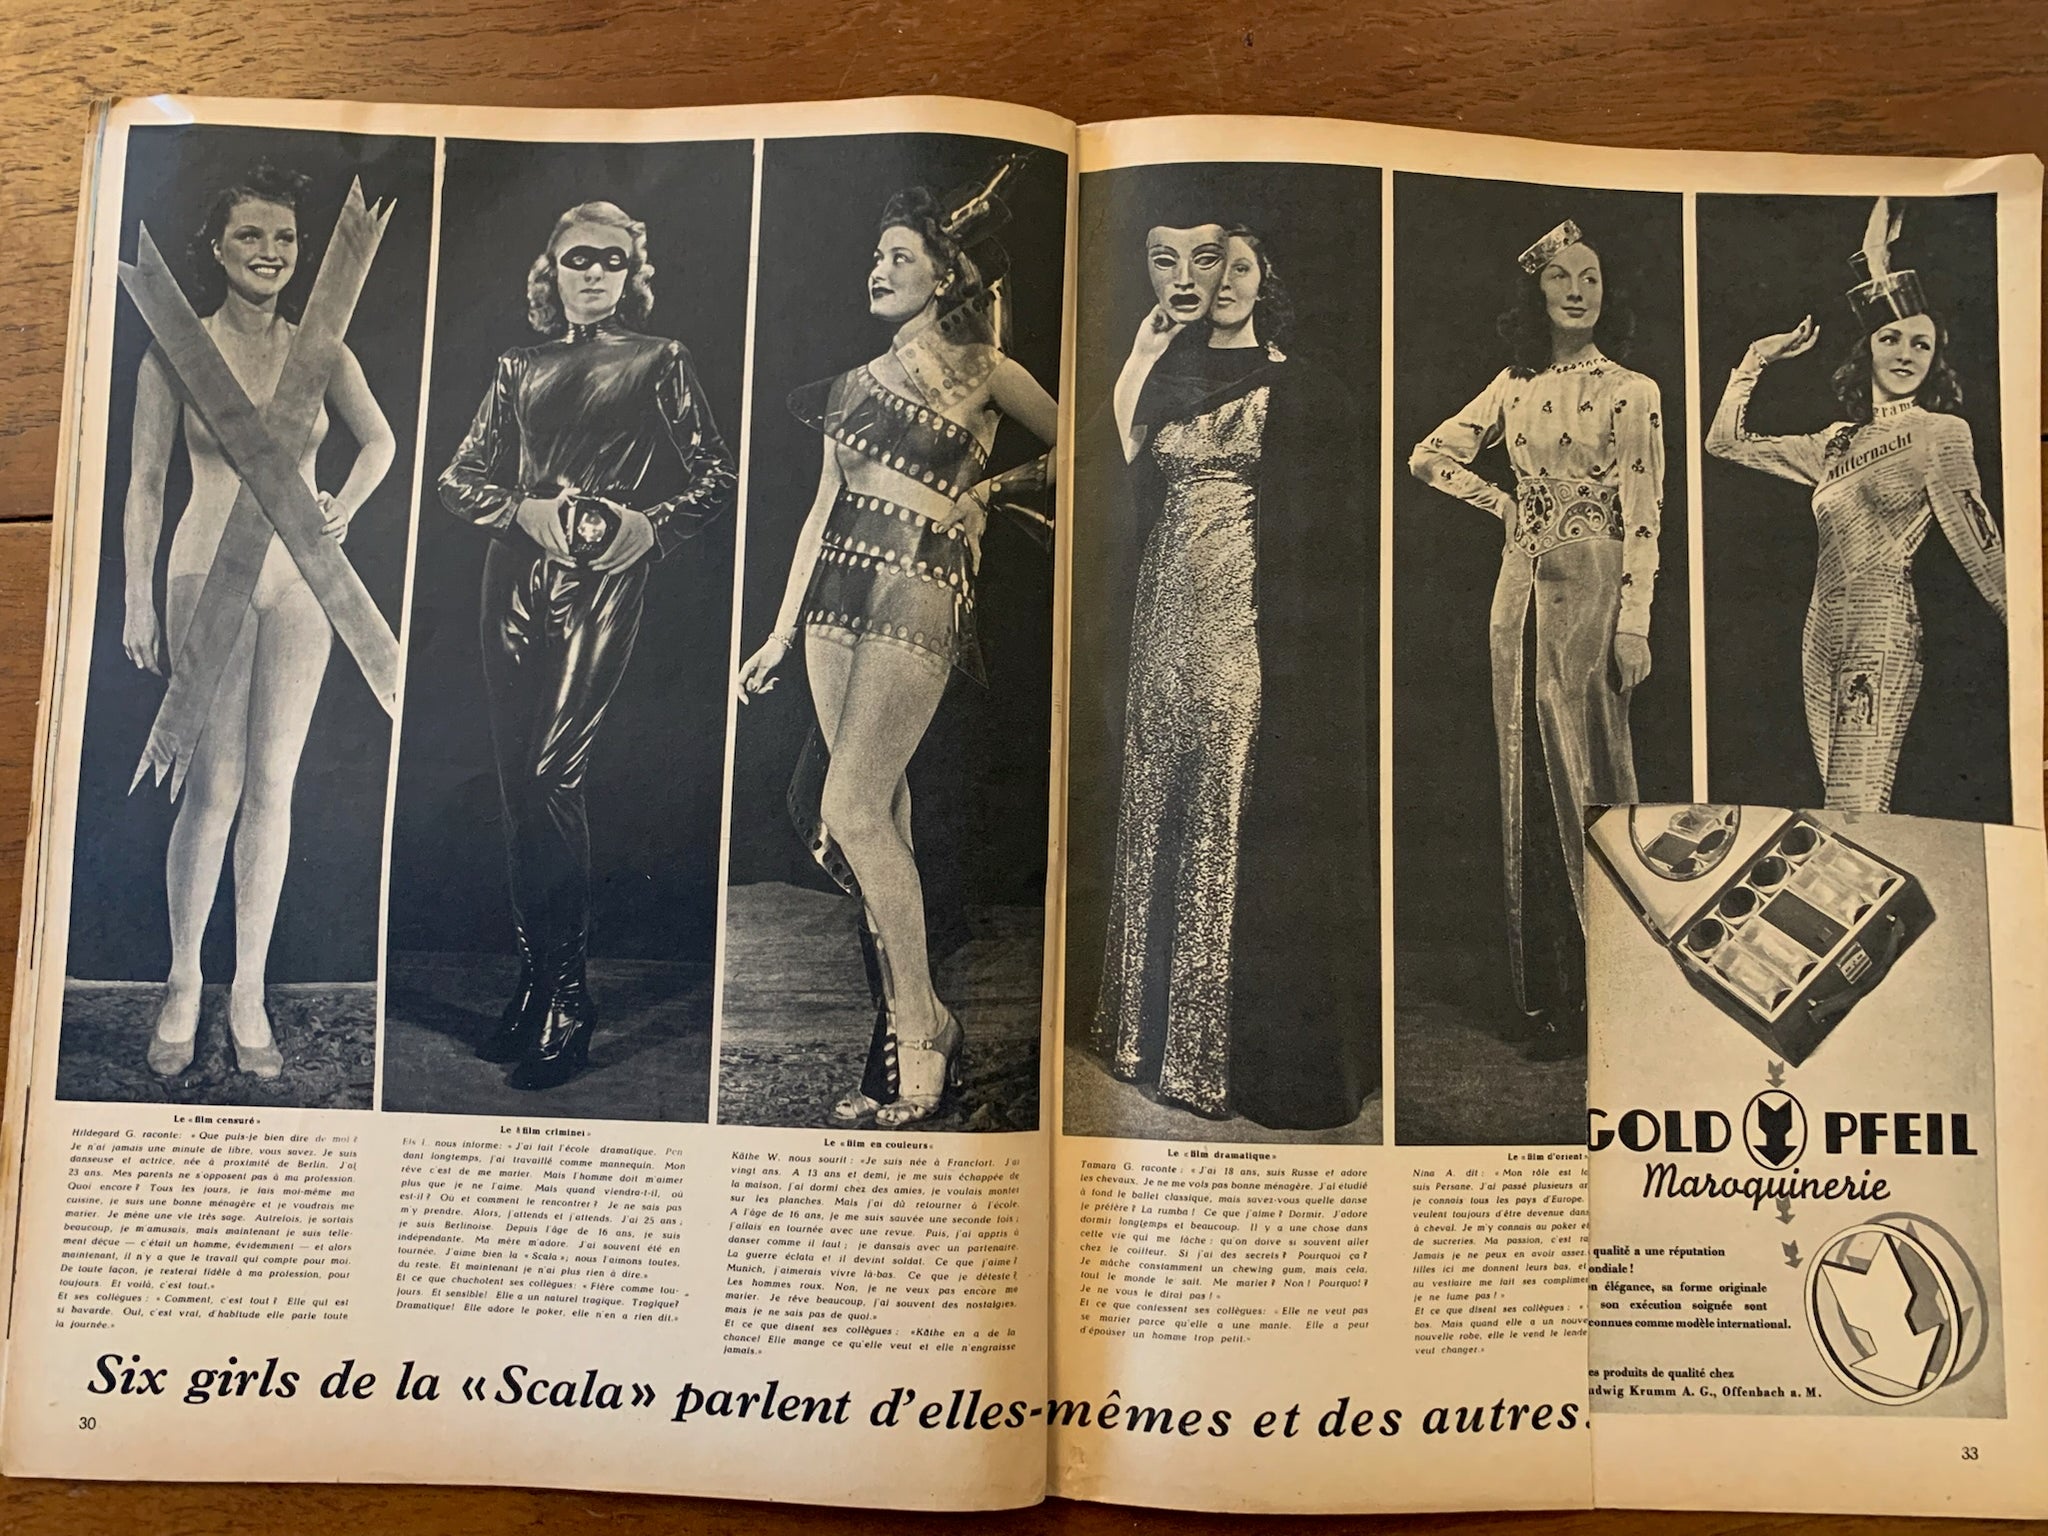 Mitternacht
Le « film censuré »
Hildegard G. raconte: « Que puis-je bien dire de moi?
Je n'ai jamais une minute de libre, vous savez. Je suis
danseuse et actrice, née à proximité de Berlin. J'ai
23 ans. Mes parents ne s'opposent pas à ma profession.
Quoi encore? Tous les jours, je fais moi-même ma
cuisine, je suis une bonne ménagère et je voudrais me
marier. Je mène une vie très sage. Autrefois, je sortais
beaucoup, je m'amusais, mais maintenant je suis telle-
ment déçue — c'était un homme, évidemment — et alors
maintenant, il n'y a que le travail qui compte pour moi.
De toute façon, je resterai fidèle à ma profession, pour
toujours. Et voilà, c'est tout.»
Et ses collègues : « Comment, c'est tout ? Elle qui est
si bavarde. Oui, c'est vrai, d'habitude elle parle toute
la journée.»
Le « film criminel »
Els L. nous informe: « J'ai fait l'école dramatique. Pen
dant longtemps, j'ai travaillé comme mannequin. Mon
rêve c'est de me marier. Mais l'homme doit m'aimer
plus que je ne l'aime. Mais quand viendra-t-il, où
est-il ? Où et comment le rencontrer ? Je ne sais pas
m'y prendre. Alors, j'attends et j'attends. J'ai 25 ans ;
je suis Berlinoise. Depuis l'âge de 16 ans, je suis
indépendante. Ma mère m'adore. J'ai souvent été en
tournée. J'aime bien la « Scala »; nous l'aimons toutes,
du reste. Et maintenant je n'ai plus rien à dire.»
Et ce que chuchotent ses collègues: « Fière comme tou-
jours. Et sensible! Elle a un naturel tragique. Tragique?
Dramatique! Elle adore le poker, elle n'en a rien dit.»
Le « film en couleurs »
Käthe W. nous sourit : «Je suis née à Francfort. J'ai
vingt ans. A 13 ans et demi, je me suis échappée de
la maison, j'ai dormi chez des amies, je voulais monter
sur les planches. Mais j'ai dû retourner à l'école.
A l'âge de 16 ans, je me suis sauvée une seconde fois ;
j'allais en tournée avec une revue. Puis, j'ai appris à
danser comme il faut ; je dansais avec un partenaire.
La guerre éclata et il devint soldat. Ce que j'aime ?
Munich, j'aimerais vivre là-bas. Ce que je déteste?
Les hommes roux. Non, je ne veux pas encore me
marier. Je rêve beaucoup, j'ai souvent des nostalgies,
mais je ne sais pas de quoi.»
Et ce que disent ses collègues : «Käthe en a de la
chance! Elle mange ce qu'elle veut et elle n'engraisse
jamais.»
Le « film dramatique »
Tamara G. raconte : « J'ai 18 ans, suis Russe et adore
les chevaux. Je ne me vois pas bonne ménagère. J'ai étudié
à fond le ballet classique, mais savez-vous quelle danse
je préfère ? La rumba ! Ce que j'aime ? Dormir. J'adore
dormir longtemps et beaucoup. Il y a une chose dans
celle vie qui me fâche : qu'on doive si souvent aller
chez le coiffeur. Si j'ai des secrets ? Pourquoi ça ?
Je mâche constamment un chewing gum, mais cela,
tout le monde le sait. Me marier ? Non ! Pourquoi ?
Je ne vous le dirai pas ! »
Et ce que confessent ses collègues: « Elle ne veut pas
se marier parce qu'elle a une manie. Elle a peur
d'épouser un homme trop petit.»
Le « film d'orient »
Nina A. dit : « Mon rôle est
suis Persane. J'ai passé plusieurs
je connais tous les pays d'Europe.
veulent toujours d'être devenue dans
à cheval. Je m'y connais au poker et
de sucreries. Ma passion, c'est
Jamais je ne peux en avoir assez.
filles ici me donnent leurs bas, et
au vestiaire me fait ses complimen
je ne fume pas ! »
Et ce que disent ses collègues : «
bas. Mais quand elle a un nouve
nouvelle robe, elle le vend le lende
veut changer.»
GOLD PFEIL
Maroquinerie
qualité a une réputation
ondiale !
n élégance, sa forme originale
son exécution soignée sont
connues comme modèle international.
es produits de qualité chez
udwig Krumm A. G., Offenbach a. M.
Six girls de la «Scala» parlent d'elles-mêmes et des autres.
30
33